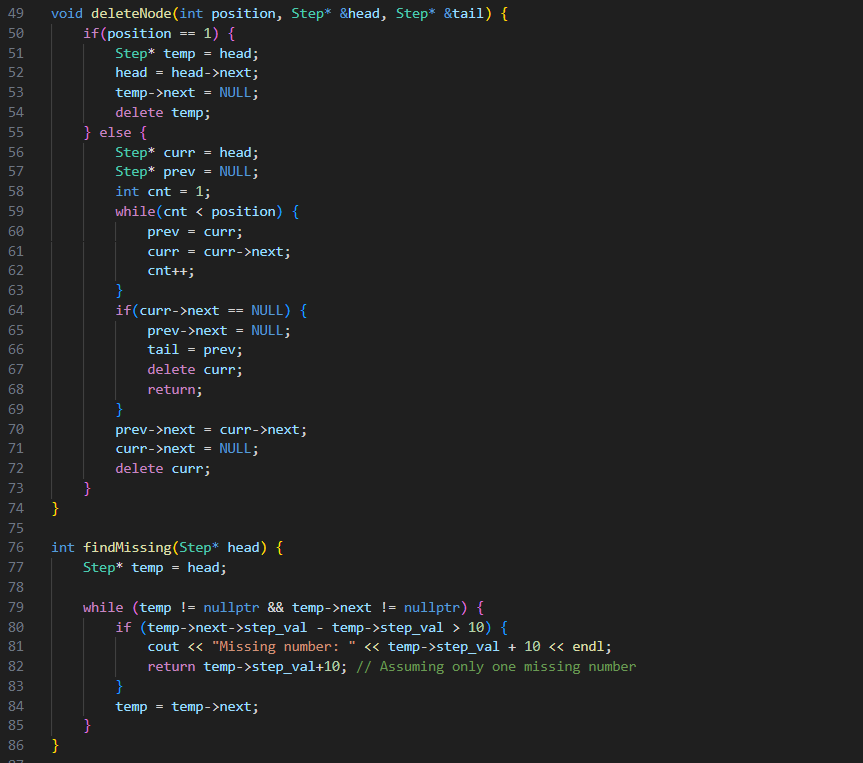 49 void deleteNode(int position, Step* &head, Step* &tail) {
50     if(position == 1) {
51         Step* temp = head;
52         head = head->next;
53         temp->next = NULL;
54         delete temp;
55     } else {
56         Step* curr = head;
57         Step* prev = NULL;
58         int cnt = 1;
59         while(cnt < position) {
60             prev = curr;
61             curr = curr->next;
62             cnt++;
63         }
64         if(curr->next == NULL) {
65             prev->next = NULL;
66             tail = prev;
67             delete curr;
68             return;
69         }
70         prev->next = curr->next;
71         curr->next = NULL;
72         delete curr;
73     }
74 }
75
76 int findMissing(Step* head) {
77     Step* temp = head;
78
79     while (temp != nullptr && temp->next != nullptr) {
80         if (temp->next->step_val - temp->step_val > 10) {
81             cout << "Missing number: " << temp->step_val + 10 << endl;
82             return temp->step_val+10; // Assuming only one missing number
83         }
84         temp = temp->next;
85     }
86 }